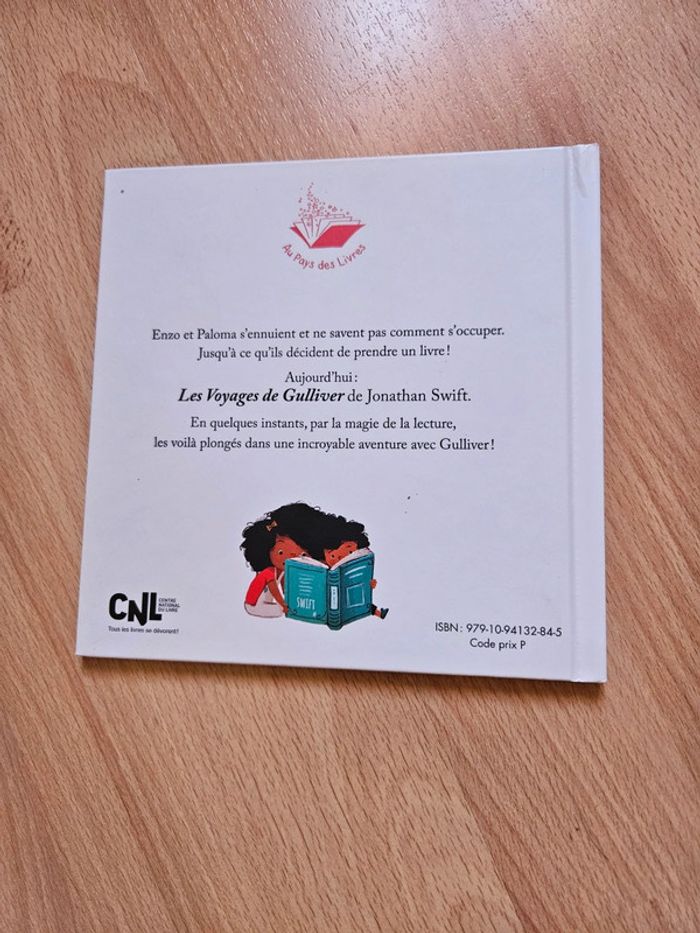 Au Pays des Livres
Enzo et Paloma s'ennuient et ne savent pas comment s'occuper.
Jusqu'à ce qu'ils décident de prendre un livre !
Aujourd'hui :
Les Voyages de Gulliver de Jonathan Swift.
En quelques instants, par la magie de la lecture,
les voilà plongés dans une incroyable aventure avec Gulliver !
SWIFT
CNL
CENTRE
NATIONAL
DU LIVRE
Tous les livres se dévorent !
ISBN : 979-10-94132-84-5
Code prix P